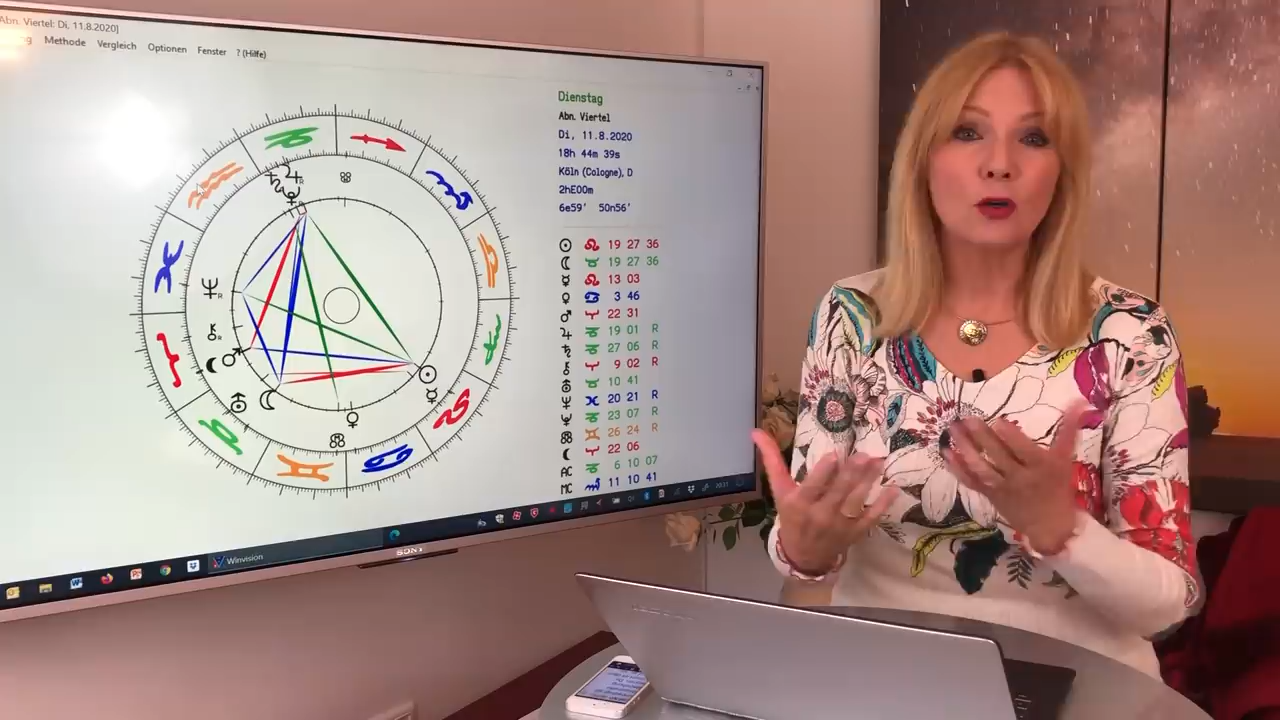 Abn. Viertel: Di, 11.8.2020]
Methode Vergleich Optionen Fenster ? (Hilfe)
Dienstag
Abn. Viertel
Di, 11.8.2020
18h 44m 39s
Köln (Cologne), D
2hE00m
6e59' 50n56'
☉ ♌ 19 27 36
☾ ♉ 19 27 36
☿ ♌ 13 03
♀ ♋ 3 46
♂ ♈ 22 31
♃ ♑ 19 01 R
♄ ♑ 27 06 R
⚷ ♈ 9 02 R
⛢ ♉ 10 41
♆ ♓ 20 21 R
♑ 23 07 R
☊ ♊ 26 24 R
♈ 22 06
AC ♑ 6 10 07
MC ♏ 11 10 41
Winvision
SONY